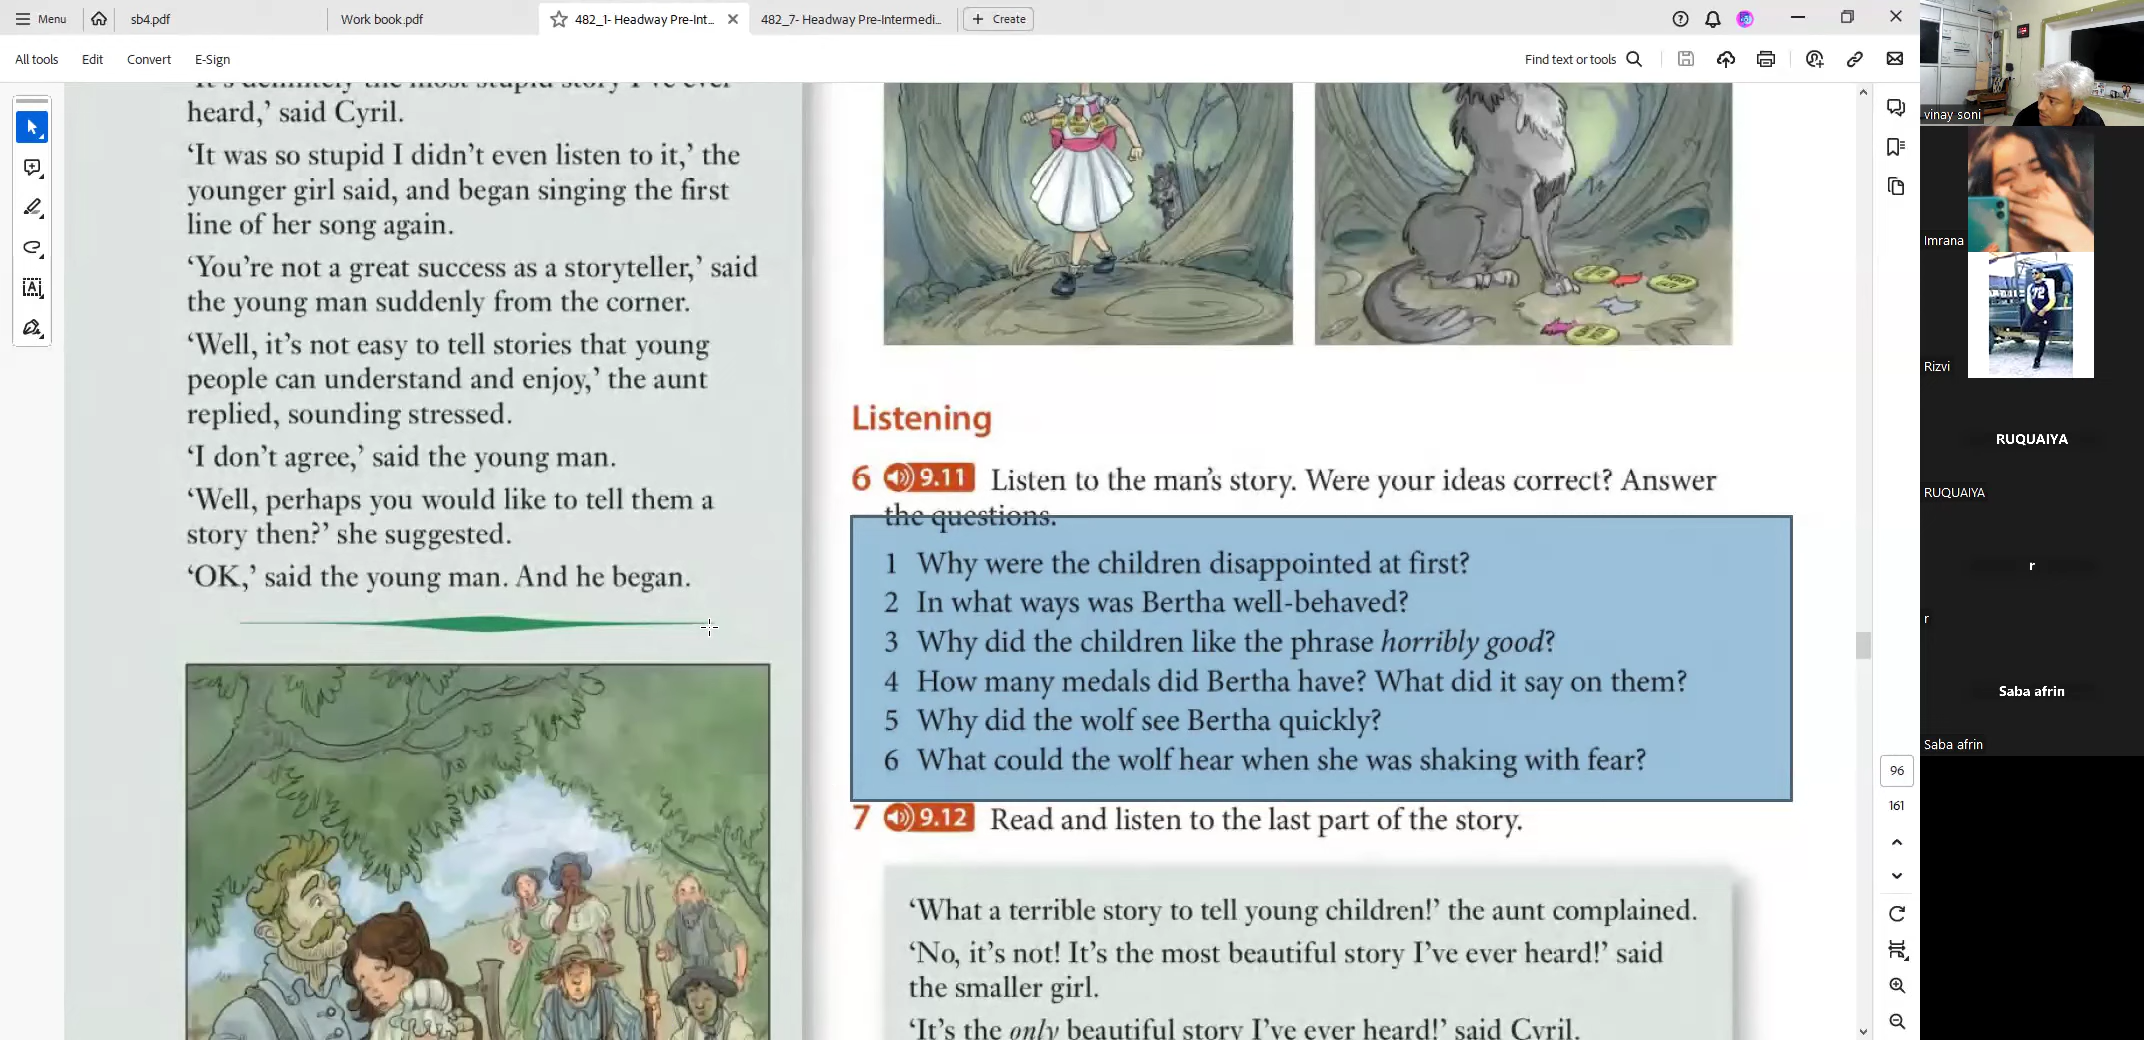 Menu
sb4.pdf
Work book.pdf
482_1- Headway Pre-Int...
482_7- Headway Pre-Intermedi...
Create
All tools
Edit
Convert
E-Sign
Find text or tools
'It's definitely the most stupid story I've ever
heard,' said Cyril.
'It was so stupid I didn't even listen to it,' the
younger girl said, and began singing the first
line of her song again.
'You're not a great success as a storyteller,' said
the young man suddenly from the corner.
'Well, it's not easy to tell stories that young
people can understand and enjoy,' the aunt
replied, sounding stressed.
'I don't agree,' said the young man.
'Well, perhaps you would like to tell them a
story then?' she suggested.
'OK,' said the young man. And he began.
Listening
6 9.11 Listen to the man's story. Were your ideas correct? Answer
the questions.
1 Why were the children disappointed at first?
2 In what ways was Bertha well-behaved?
3 Why did the children like the phrase horribly good?
4 How many medals did Bertha have? What did it say on them?
5 Why did the wolf see Bertha quickly?
6 What could the wolf hear when she was shaking with fear?
7 9.12 Read and listen to the last part of the story.
'What a terrible story to tell young children!' the aunt complained.
'No, it's not! It's the most beautiful story I've ever heard!' said
the smaller girl.
'It's the only beautiful story I've ever heard!' said Cyril.
96
161
vinay soni
Imrana
72
Rizvi
RUQUAIYA
RUQUAIYA
r
r
Saba afrin
Saba afrin